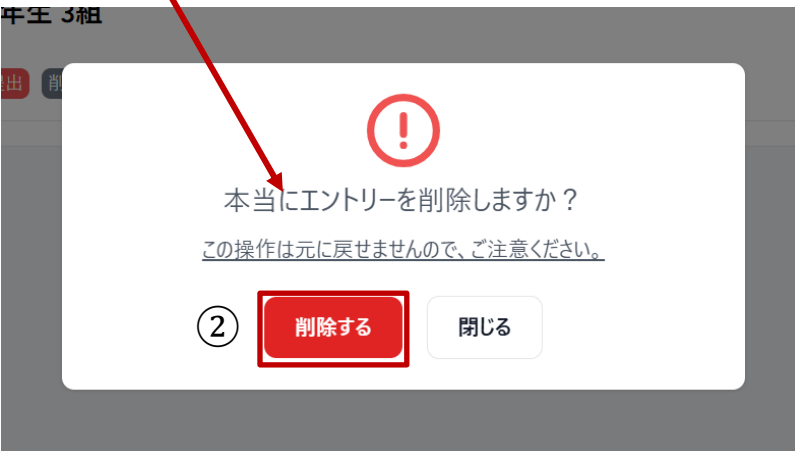 年生 3組
出 削
本当にエントリーを削除しますか？
この操作は元に戻せませんので、ご注意ください。
② 削除する 閉じる